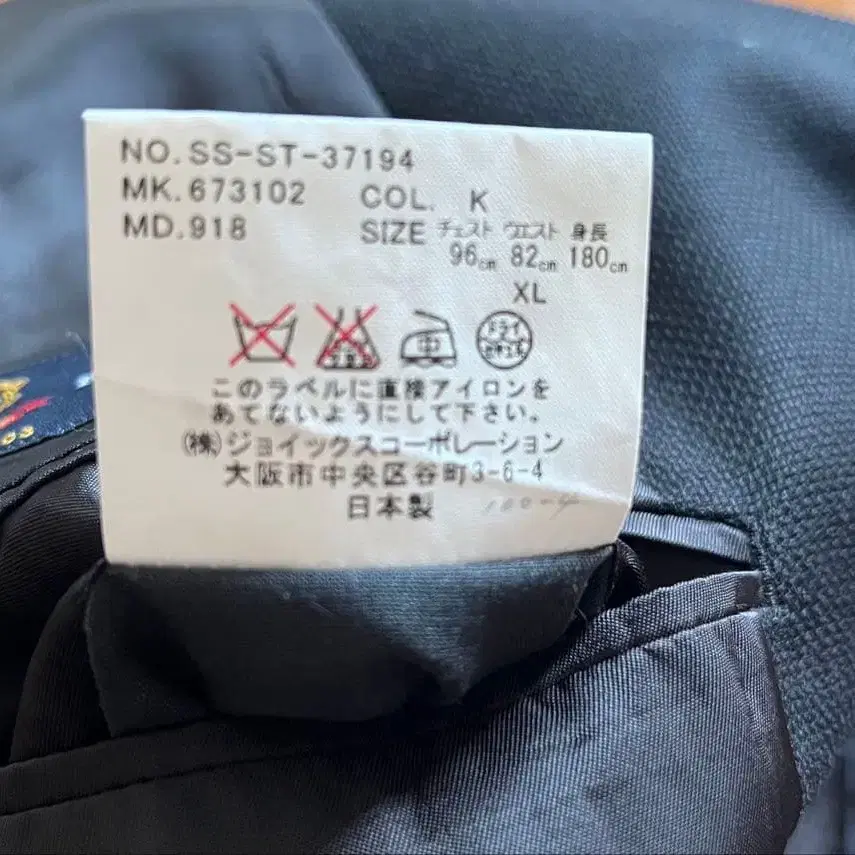 NO.SS-ST-37194
MK.673102 COL. K
MD.918 SIZE チェスト ウエスト 身長
96cm 82cm 180cm
XL
中 ドライ
このラベルに直接アイロンを
あてないようにして下さい。
(株)ジョイックスコーポレーション
大阪市中央区谷町3-6-4
日本製